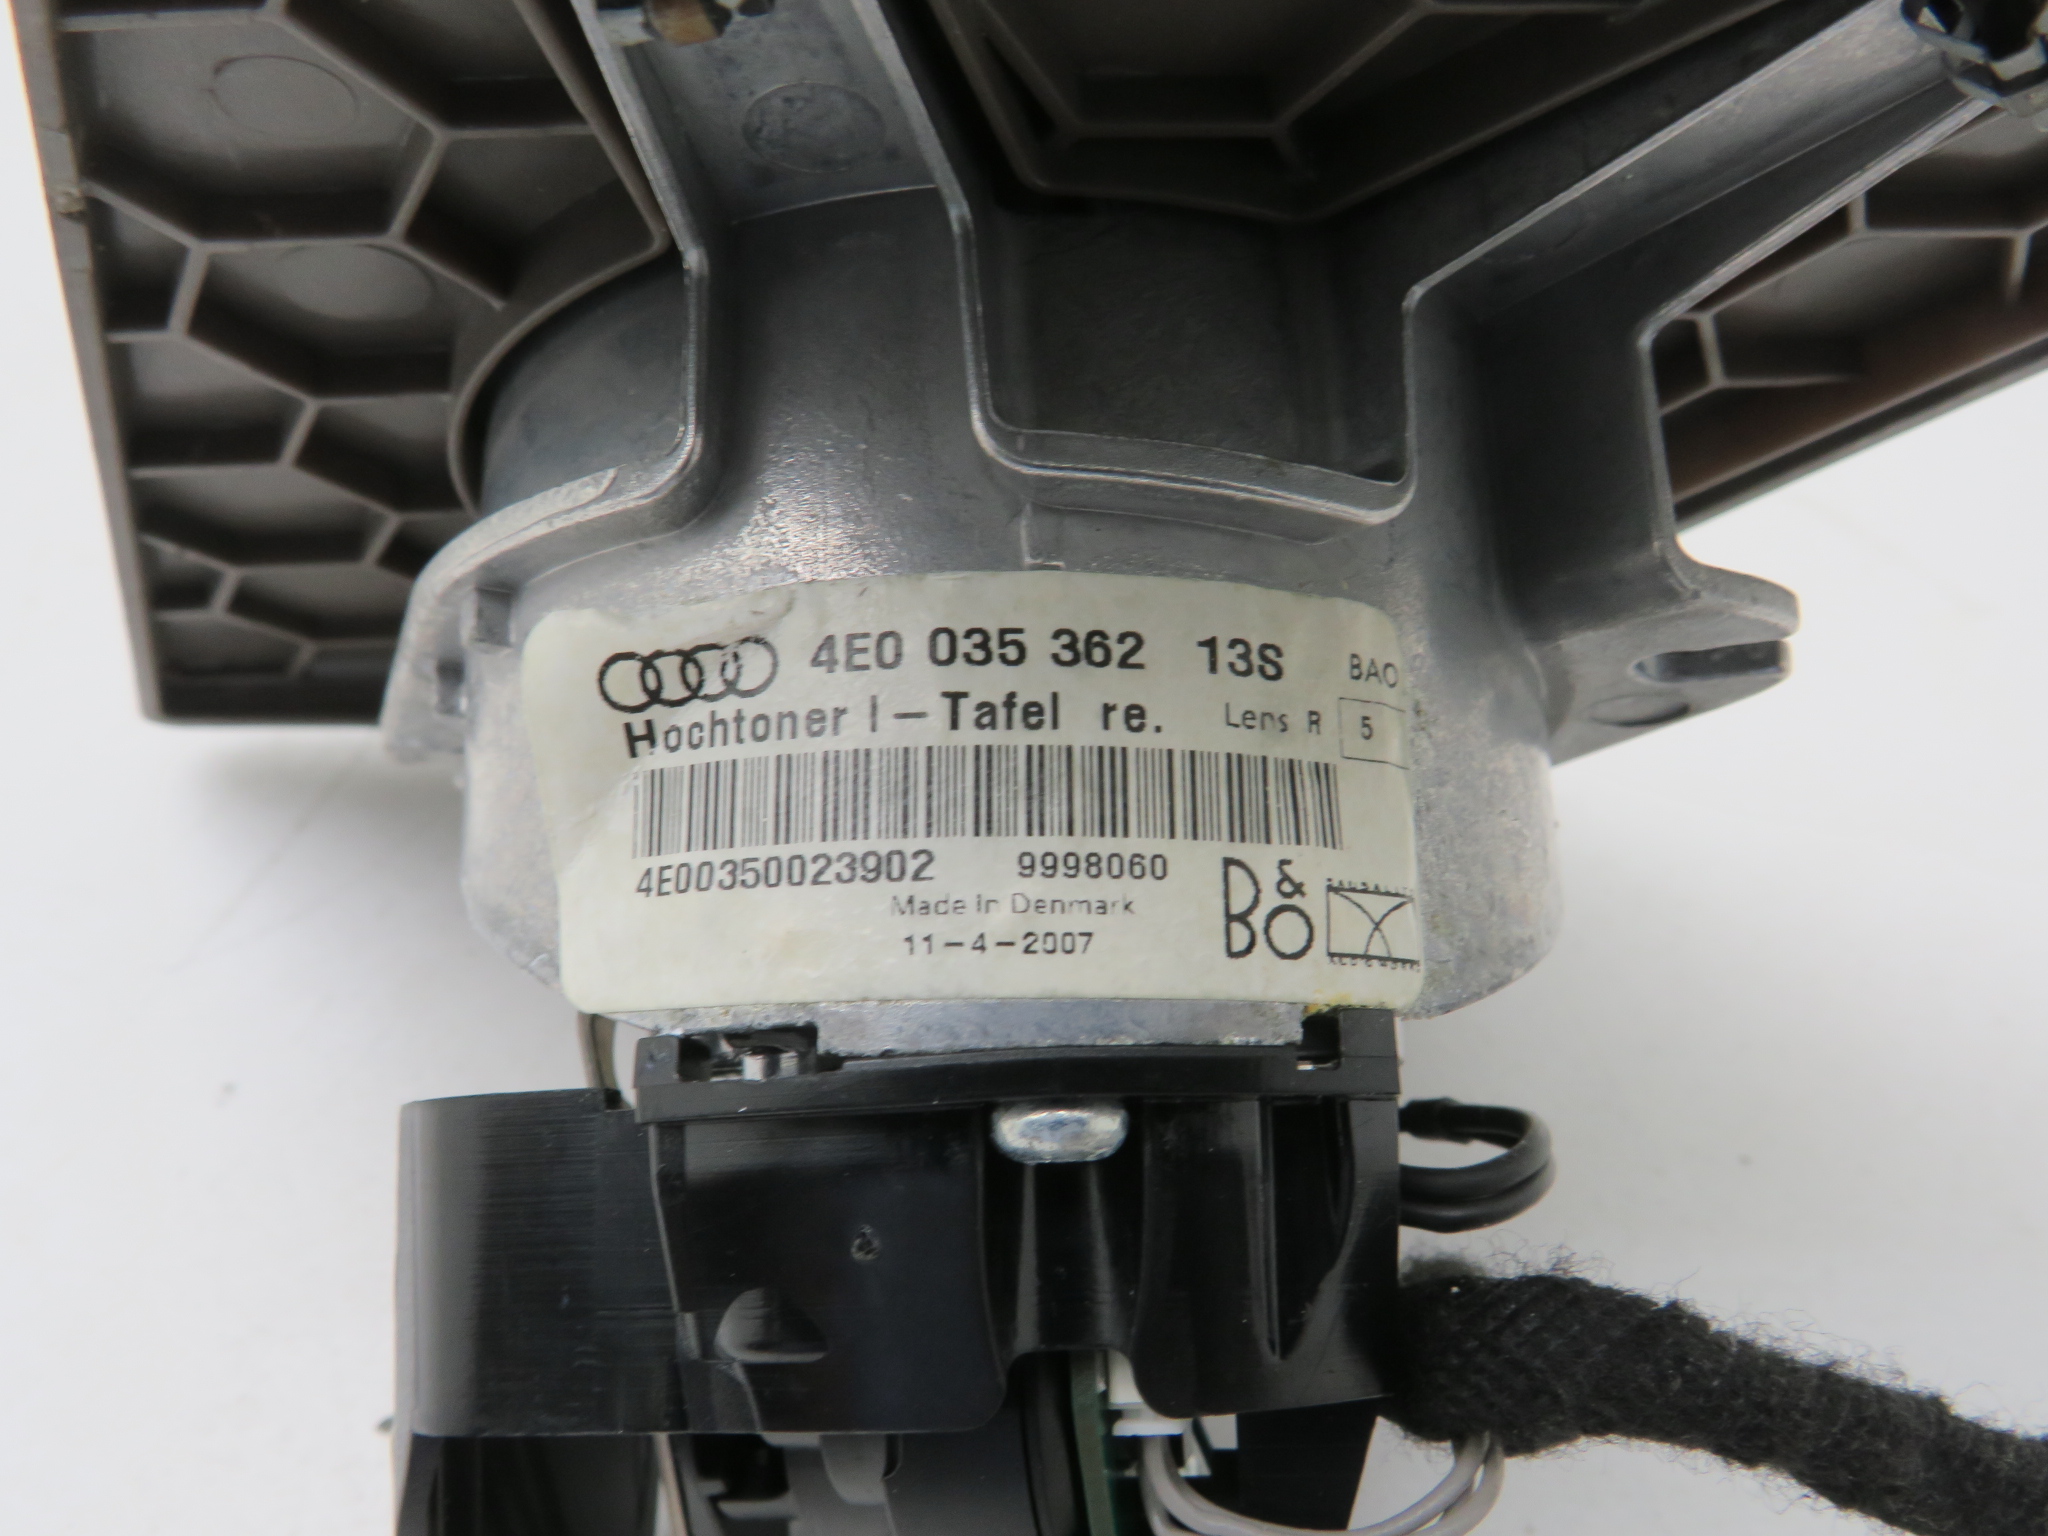 4E0 035 362 13S BAO
Hochtoner I-Tafel re. Lens R 5
4E00350023902 9998060
Made In Denmark
11-4-2007
B&O